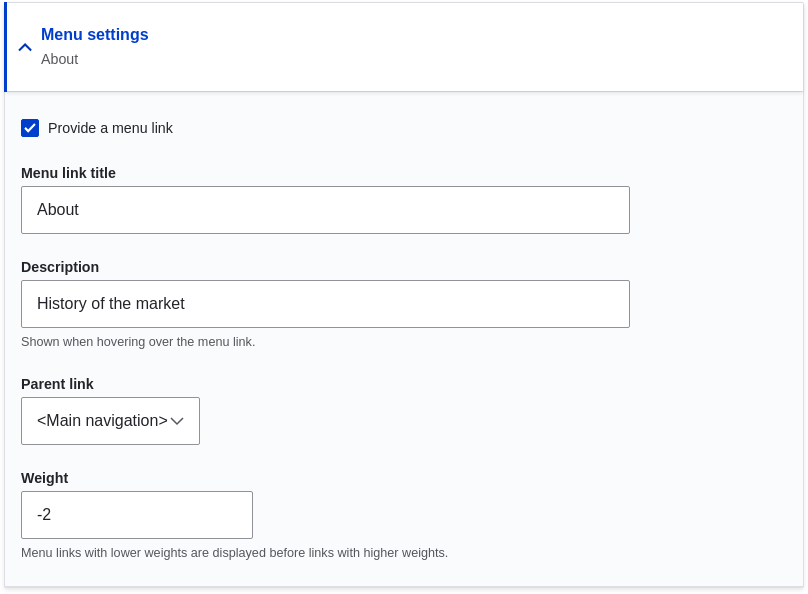 Menu settings
About
Provide a menu link
Menu link title
About
Description
History of the market
Shown when hovering over the menu link.
Parent link
<Main navigation>
Weight
-2
Menu links with lower weights are displayed before links with higher weights.